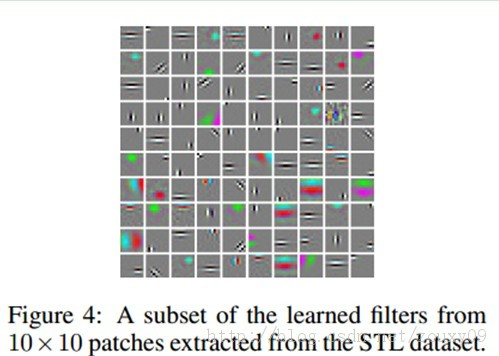 Figure 4: A subset of the learned filters from
10×10 patches extracted from the STL dataset.